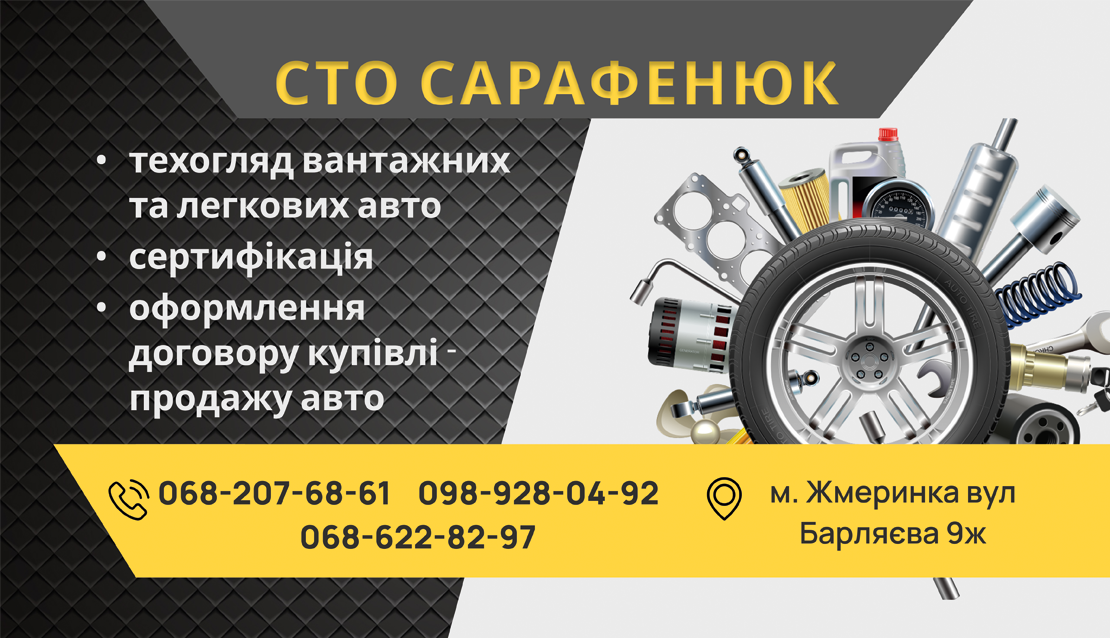 СТО САРАФЕНЮК
• техогляд вантажних
та легкових авто
• сертифікація
• оформлення
договору купівлі -
продажу авто
068-207-68-61 098-928-04-92
068-622-82-97
м. Жмеринка вул
Барляєва 9ж